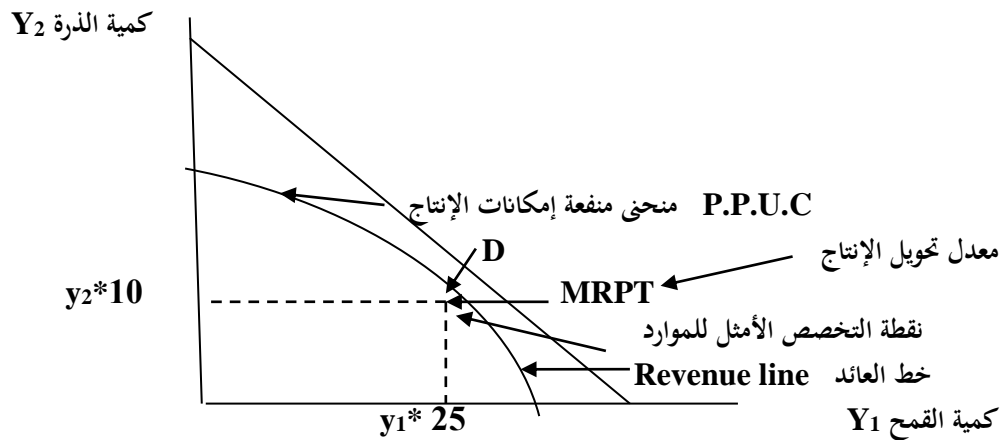 كمية الذرة Y2
منحنى منفعة إمكانات الإنتاج P.P.U.C
معدل تحويل الإنتاج
D
MRPT
y2*10
نقطة التخصص الأمثل للموارد
خط العائد Revenue line
y1* 25
كمية القمح Y1